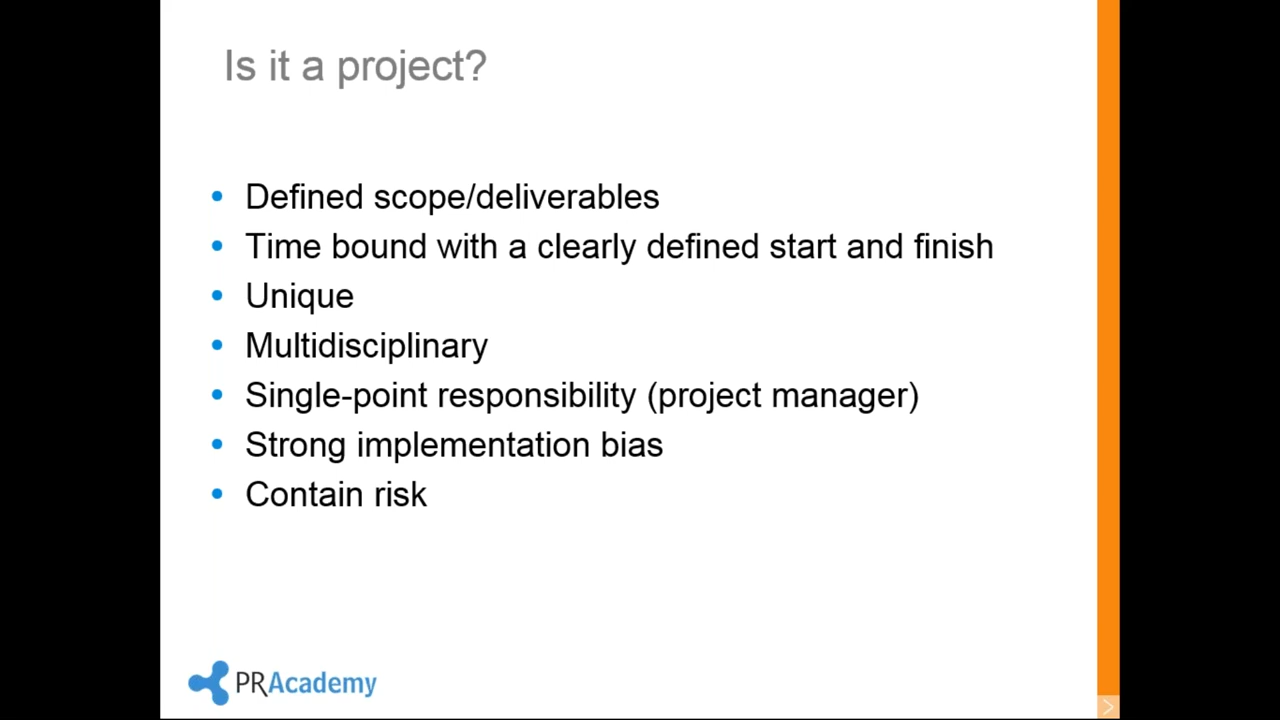 Is it a project?
• Defined scope/deliverables
• Time bound with a clearly defined start and finish
• Unique
• Multidisciplinary
• Single-point responsibility (project manager)
• Strong implementation bias
• Contain risk
PRAcademy